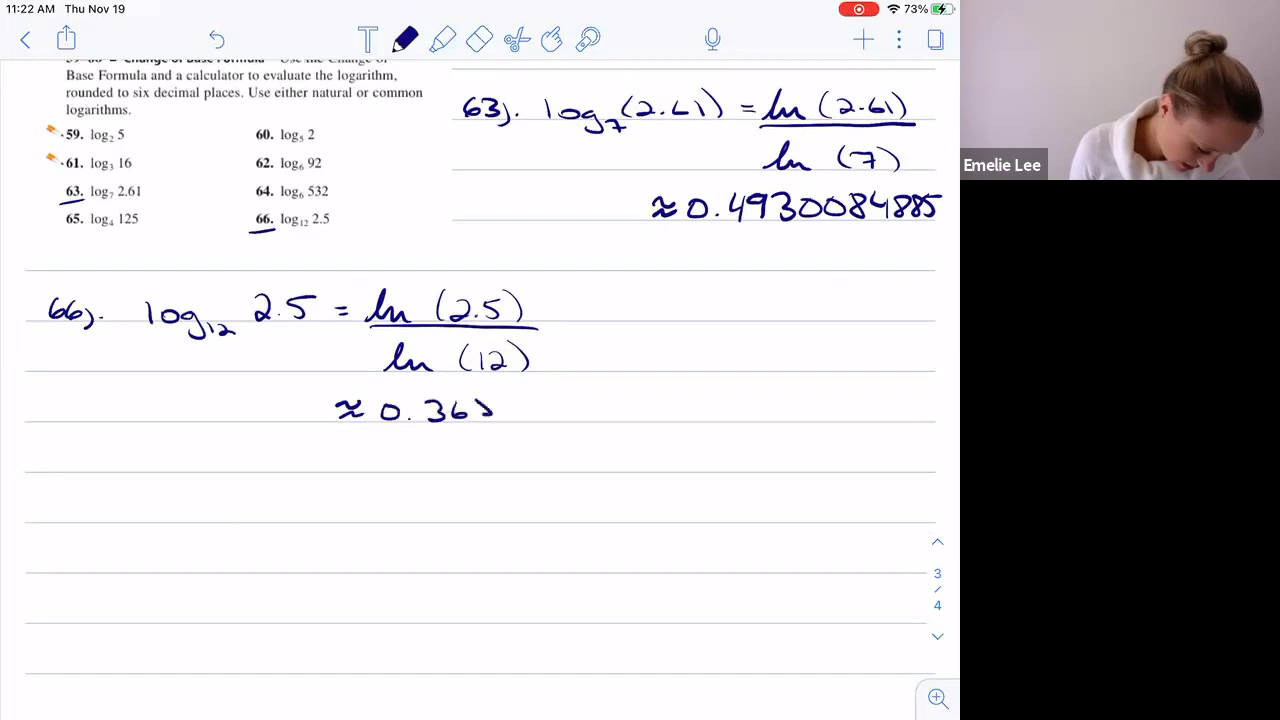 11:22 AM Thu Nov 19
73%
Base Formula and a calculator to evaluate the logarithm,
rounded to six decimal places. Use either natural or common
logarithms.
59. log₂ 5
60. log₅ 2
61. log₃ 16
62. log₆ 92
63. log₇ 2.61
64. log₆ 532
65. log₄ 125
66. log₁₂ 2.5
63). log₇(2.61) = ln (2.61) / ln (7)
≈ 0.4930084885
66). log₁₂ 2.5 = ln (2.5) / ln (12)
≈ 0.36
Emelie Lee
3
/
4